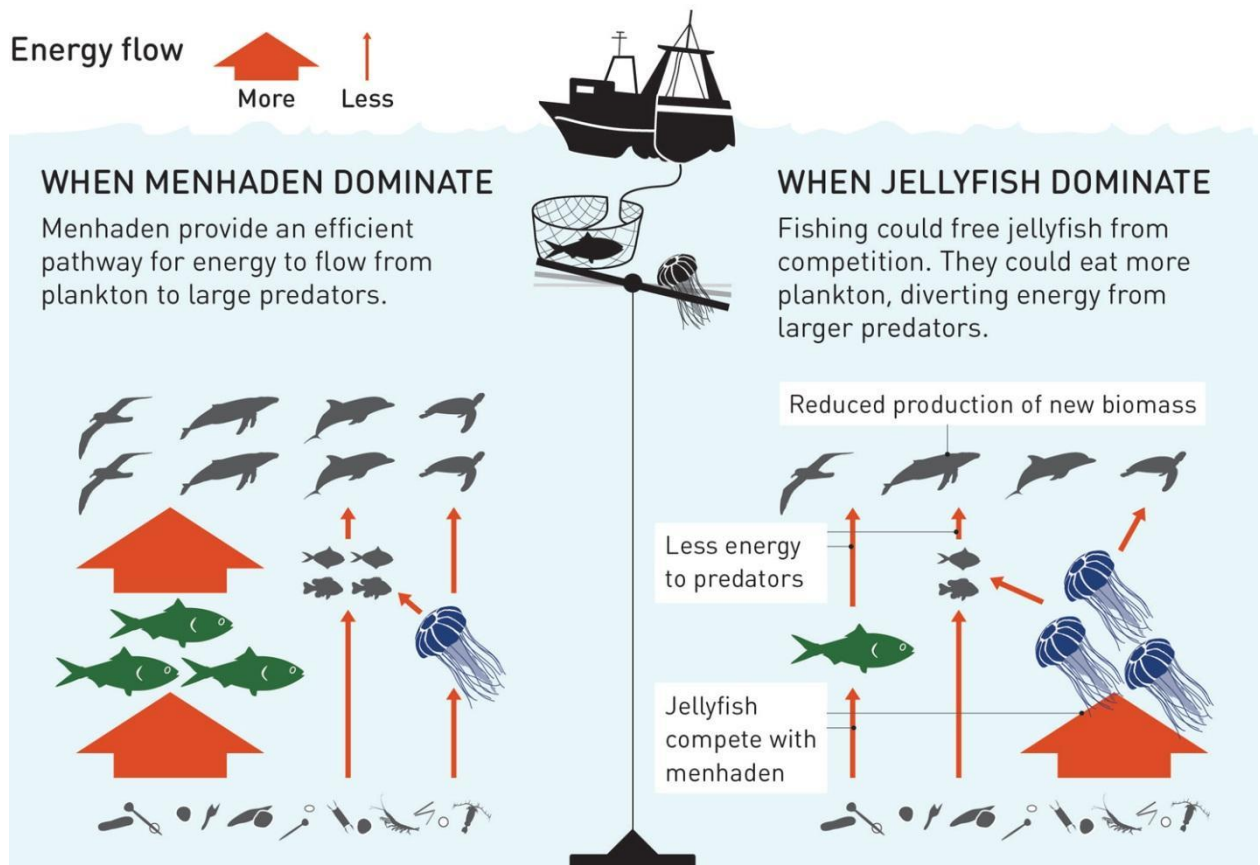 Energy flow
More
Less
WHEN MENHADEN DOMINATE
Menhaden provide an efficient
pathway for energy to flow from
plankton to large predators.
WHEN JELLYFISH DOMINATE
Fishing could free jellyfish from
competition. They could eat more
plankton, diverting energy from
larger predators.
Reduced production of new biomass
Less energy
to predators
Jellyfish
compete with
menhaden